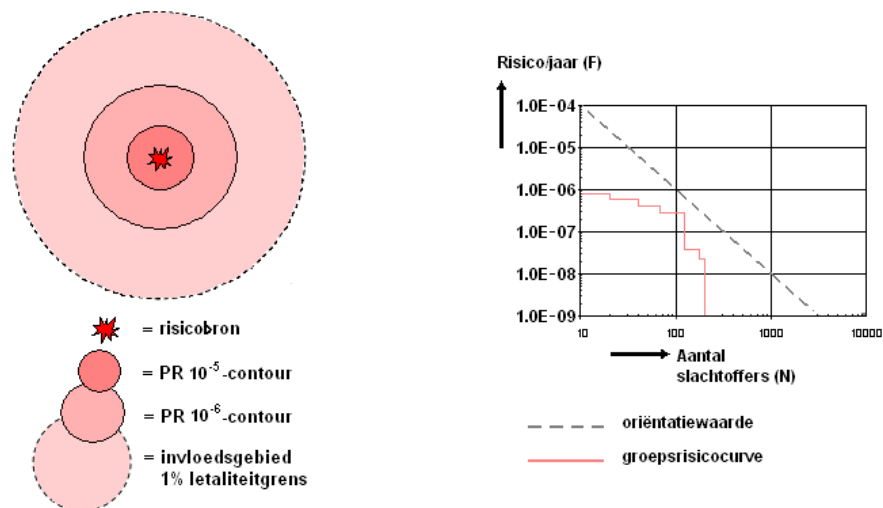 = risicobron
= PR 10⁻⁵-contour
= PR 10⁻⁶-contour
= invloedsgebied
1% letaliteitgrens
Risico/jaar (F)
1.0E-04
1.0E-05
1.0E-06
1.0E-07
1.0E-08
1.0E-09
10 100 1000 10000
Aantal
slachtoffers (N)
oriëntatiewaarde
groepsrisicocurve